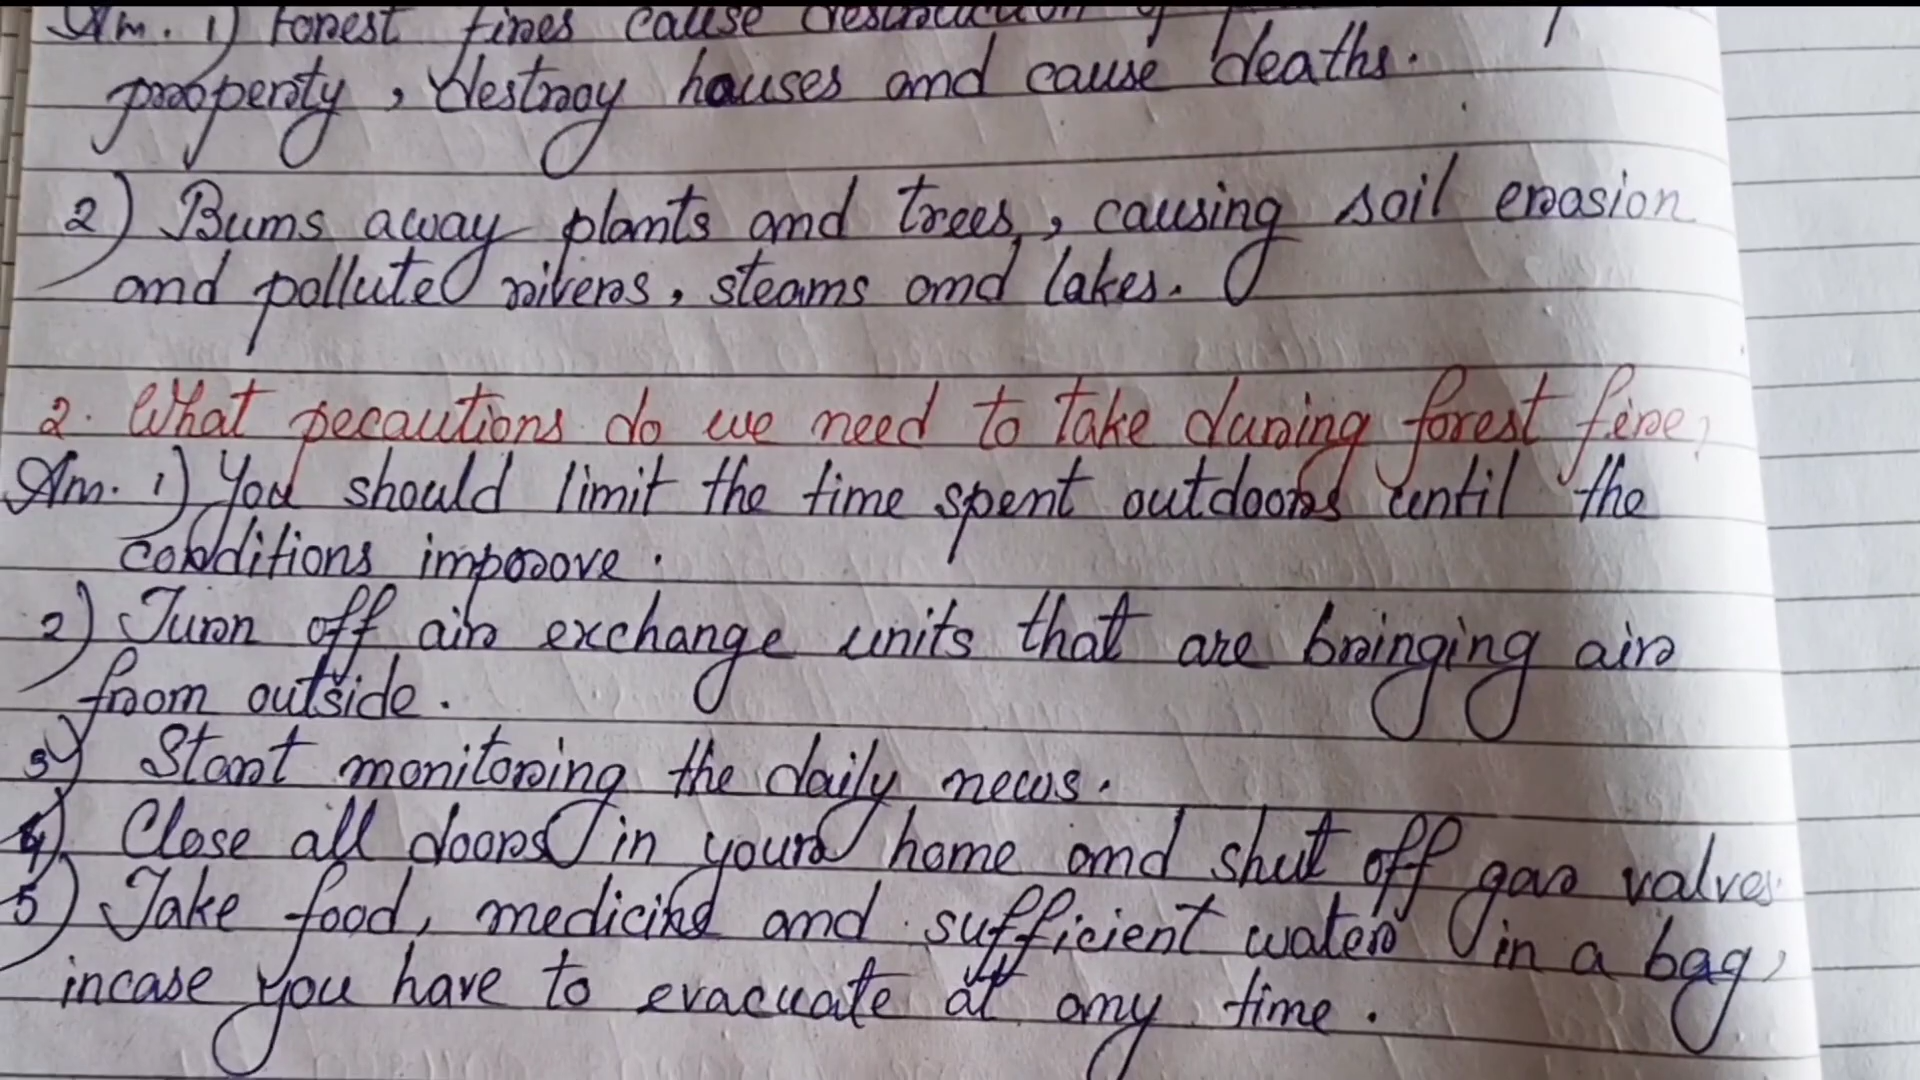 Ans. 1) Forest fires cause destruction of
property, destroy houses and cause deaths.
2) Burns away plants and trees, causing soil erosion
and pollute rivers, steams and lakes.
2. What pecautions do we need to take during forest fire,
Ans. 1) You should limit the time spent outdoors until the
conditions improve.
2) Turn off air exchange units that are bringing air
from outside.
3) Start monitoring the daily news.
4) Close all doors in your home and shut off gas valves
5) Take food, medicine and sufficient water in a bag,
incase you have to evacuate at any time.